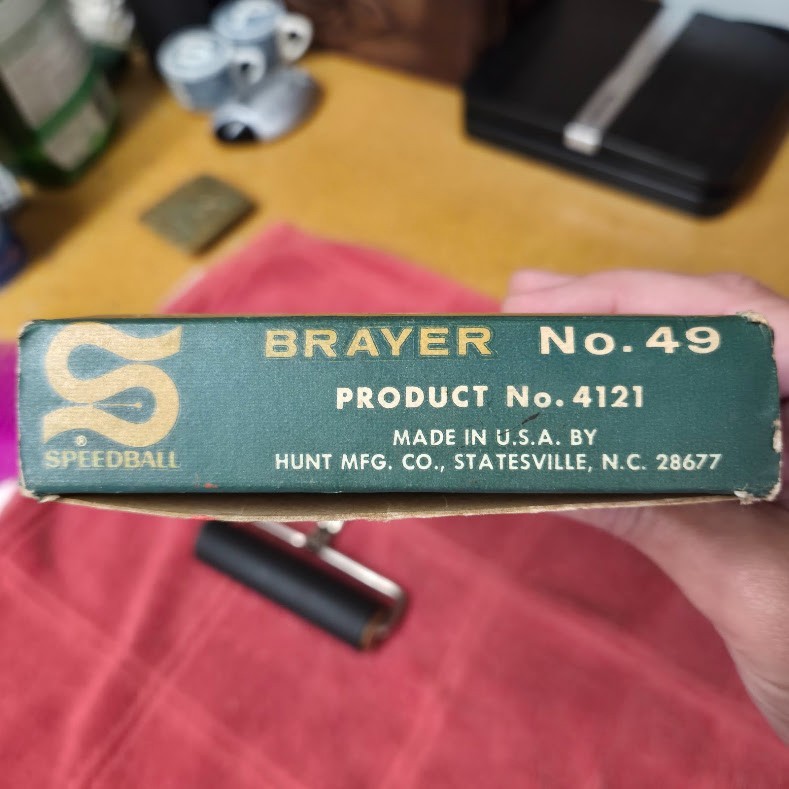 BRAYER No. 49
PRODUCT No. 4121
MADE IN U.S.A. BY
HUNT MFG. CO., STATESVILLE, N.C. 28677
®
SPEEDBALL